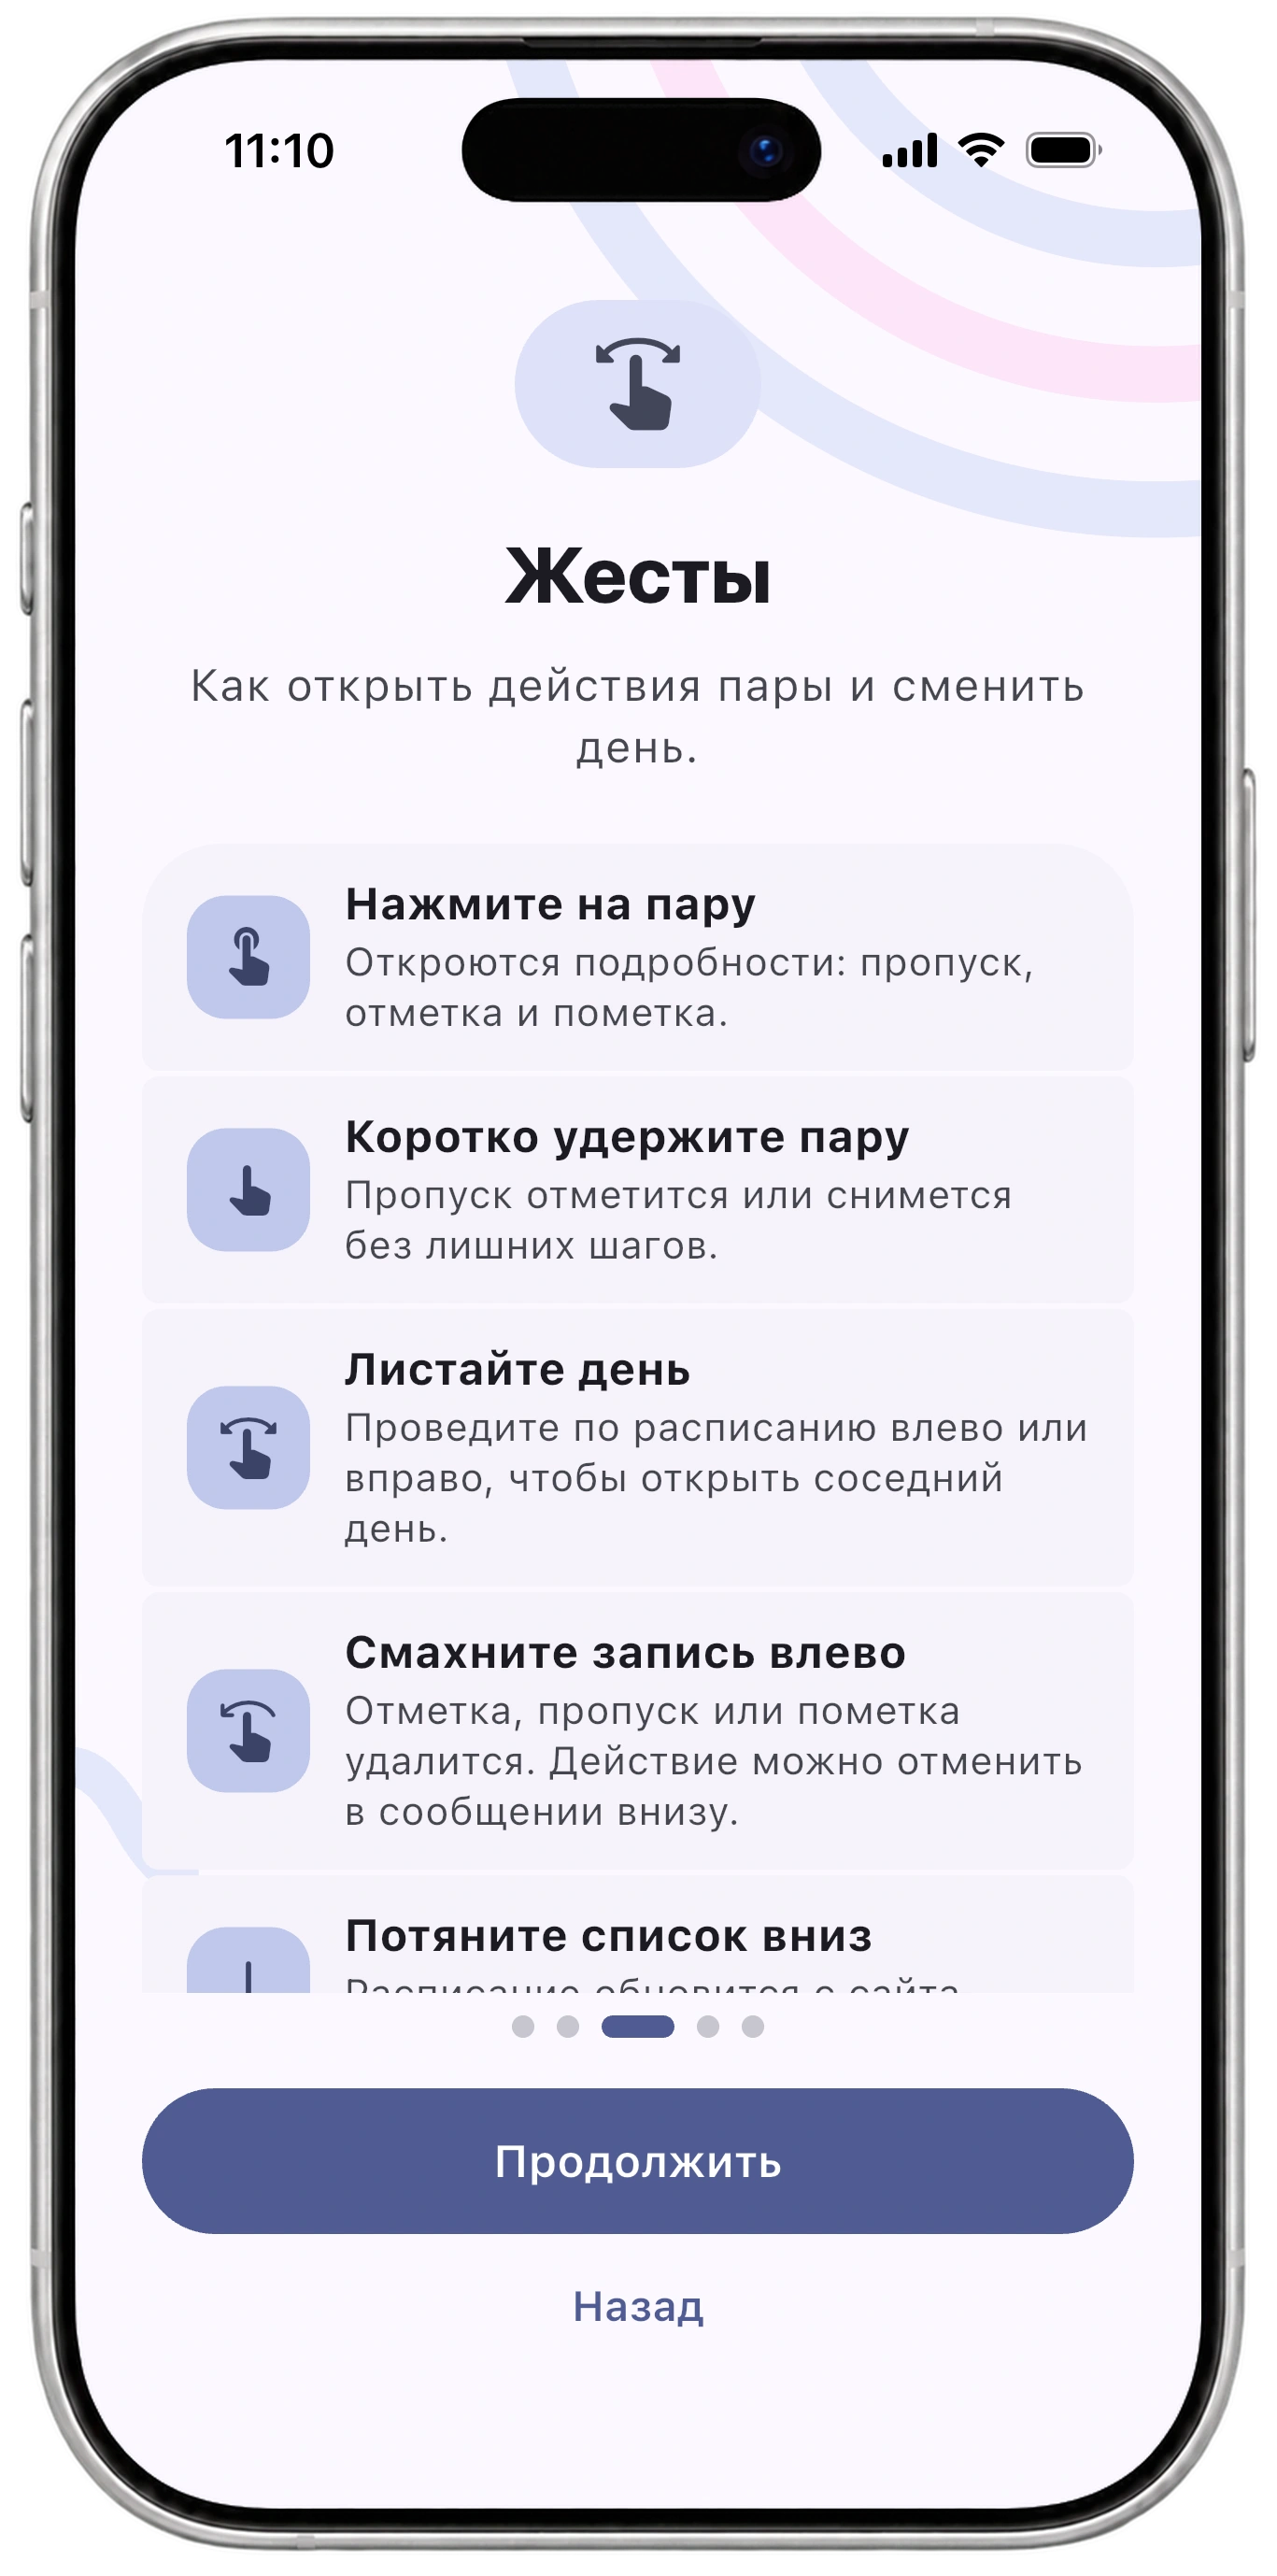 11:10
Жесты
Как открыть действия пары и сменить
день.
Нажмите на пару
Откроются подробности: пропуск,
отметка и пометка.
Коротко удержите пару
Пропуск отметится или снимется
без лишних шагов.
Листайте день
Проведите по расписанию влево или
вправо, чтобы открыть соседний
день.
Смахните запись влево
Отметка, пропуск или пометка
удалится. Действие можно отменить
в сообщении внизу.
Потяните список вниз
Расписание обновится с сайта
Продолжить
Назад